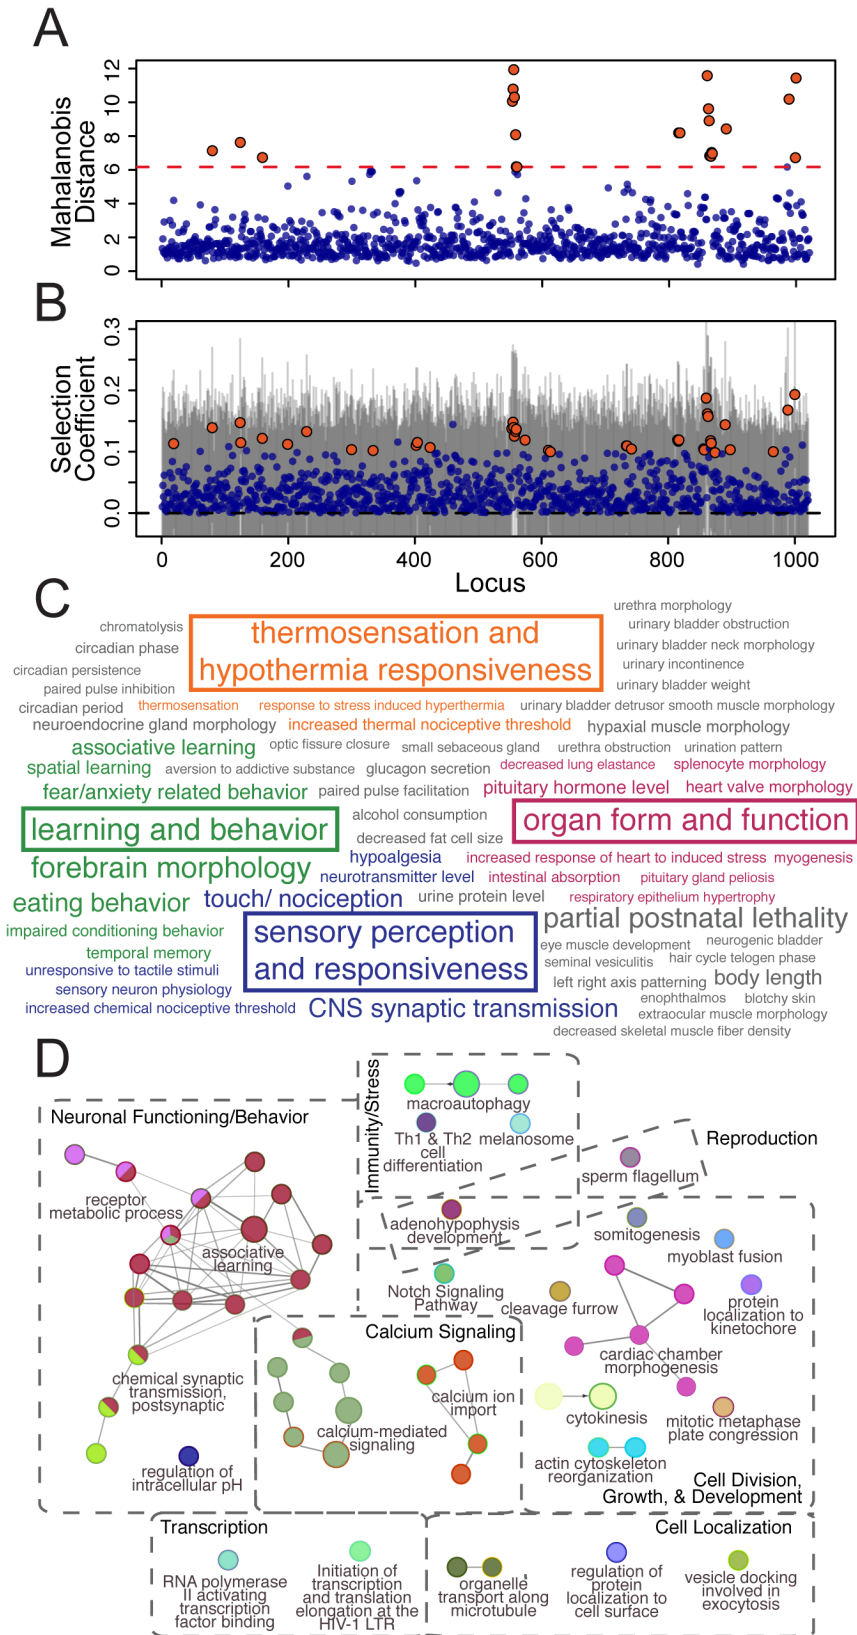 A
Mahalanobis
Distance
12
10
8
6
4
2
0
B
Selection
Coefficient
0.3
0.2
0.1
0.0
0 200 400 600 800 1000
Locus
C
urethra morphology
chromatolysis
thermosensation and
urinary bladder obstruction
circadian phase
urinary bladder neck morphology
circadian persistence
hypothermia responsiveness
urinary incontinence
paired pulse inhibition
urinary bladder weight
circadian period thermosensation response to stress induced hyperthermia urinary bladder detrusor smooth muscle morphology
neuroendocrine gland morphology increased thermal nociceptive threshold hypaxial muscle morphology
associative learning optic fissure closure small sebaceous gland urethra obstruction urination pattern
spatial learning aversion to addictive substance glucagon secretion decreased lung elastance splenocyte morphology
fear/anxiety related behavior paired pulse facilitation pituitary hormone level heart valve morphology
learning and behavior alcohol consumption organ form and function
decreased fat cell size
forebrain morphology hypoalgesia increased response of heart to induced stress myogenesis
neurotransmitter level intestinal absorption pituitary gland peliosis
eating behavior touch/ nociception urine protein level respiratory epithelium hypertrophy
impaired conditioning behavior sensory perception partial postnatal lethality
temporal memory eye muscle development neurogenic bladder
unresponsive to tactile stimuli and responsiveness seminal vesiculitis hair cycle telogen phase
sensory neuron physiology left right axis patterning body length
increased chemical nociceptive threshold CNS synaptic transmission enophthalmos blotchy skin
extraocular muscle morphology
decreased skeletal muscle fiber density
D
Neuronal Functioning/Behavior
receptor
metabolic process
associative
learning
chemical synaptic
transmission,
postsynaptic
regulation of
intracellular pH
Immunity/Stress
macroautophagy
Th1 & Th2
cell
differentiation
melanosome
Reproduction
sperm flagellum
adenohypophysis
development
Notch Signaling
Pathway
Calcium Signaling
calcium ion
import
calcium-mediated
signaling
somitogenesis
myoblast fusion
cleavage furrow
protein
localization to
kinetochore
cardiac chamber
morphogenesis
cytokinesis
mitotic metaphase
plate congression
actin cytoskeleton
reorganization
Cell Division,
Growth, & Development
Transcription
RNA polymerase
II activating
transcription
factor binding
Initiation of
transcription
and translation
elongation at the
HIV-1 LTR
Cell Localization
organelle
transport along
microtubule
regulation of
protein
localization to
cell surface
vesicle docking
involved in
exocytosis